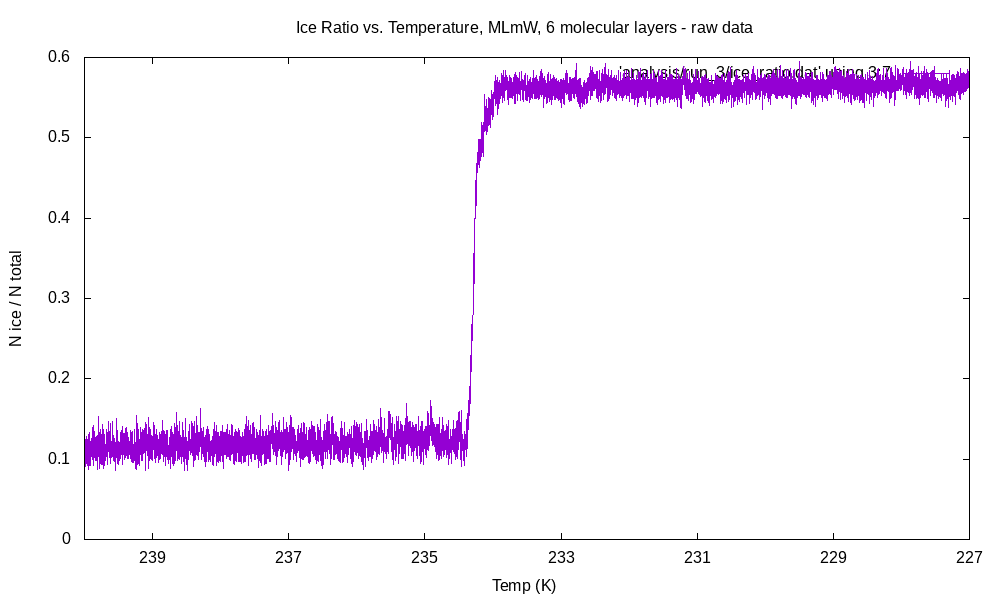 Ice Ratio vs. Temperature, MLmW, 6 molecular layers - raw data
0.6
'analysis/run_3/ice_ratio.dat' using 3:7
0.5
0.4
0.3
0.2
0.1
0
N ice / N total
239 237 235 233 231 229 227
Temp (K)